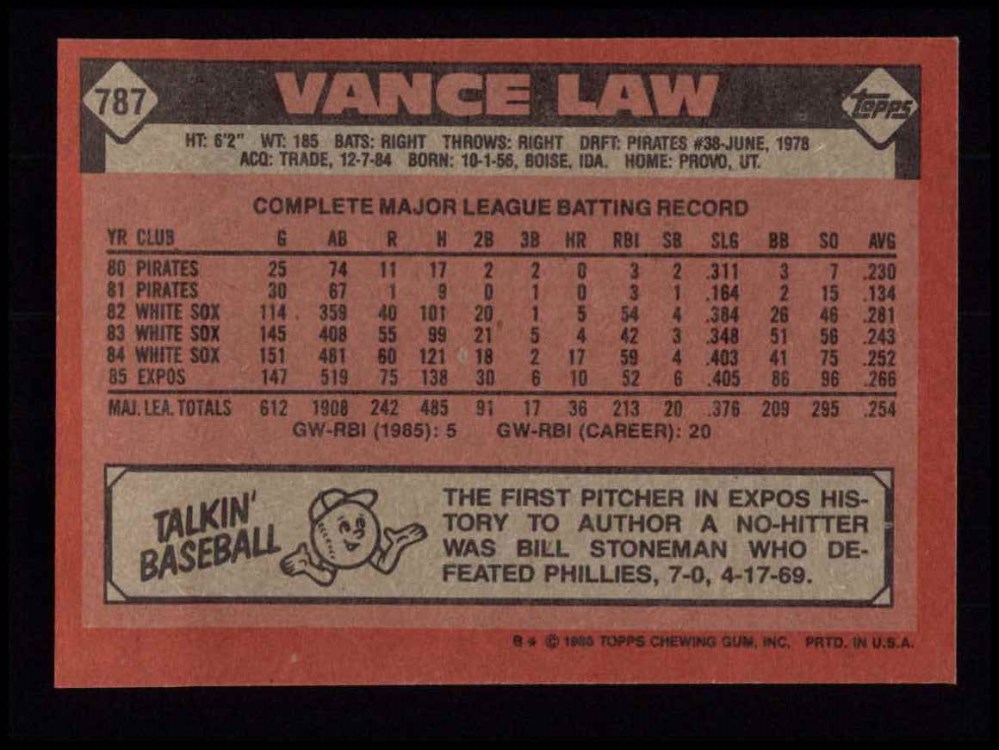 787
VANCE LAW
Topps
HT: 6'2" WT: 185 BATS: RIGHT THROWS: RIGHT DRFT: PIRATES #38-JUNE, 1978
ACQ: TRADE, 12-7-84 BORN: 10-1-56, BOISE, IDA. HOME: PROVO, UT.
COMPLETE MAJOR LEAGUE BATTING RECORD
YR CLUB G AB R H 2B 3B HR RBI SB SLG BB SO AVG
80 PIRATES 25 74 11 17 2 2 0 3 2 .311 3 7 .230
81 PIRATES 30 67 1 9 0 1 0 3 1 .164 2 15 .134
82 WHITE SOX 114 359 40 101 20 1 5 54 4 .384 26 46 .281
83 WHITE SOX 145 408 55 99 21 5 4 42 3 .348 51 56 .243
84 WHITE SOX 151 481 60 121 18 2 17 59 4 .403 41 75 .252
85 EXPOS 147 519 75 138 30 6 10 52 6 .405 86 96 .266
MAJ. LEA. TOTALS 612 1908 242 485 91 17 36 213 20 .376 209 295 .254
GW-RBI (1985): 5 GW-RBI (CAREER): 20
TALKIN'
BASEBALL
THE FIRST PITCHER IN EXPOS HIS-
TORY TO AUTHOR A NO-HITTER
WAS BILL STONEMAN WHO DE-
FEATED PHILLIES, 7-0, 4-17-69.
B * © 1986 TOPPS CHEWING GUM, INC. PRTD. IN U.S.A.